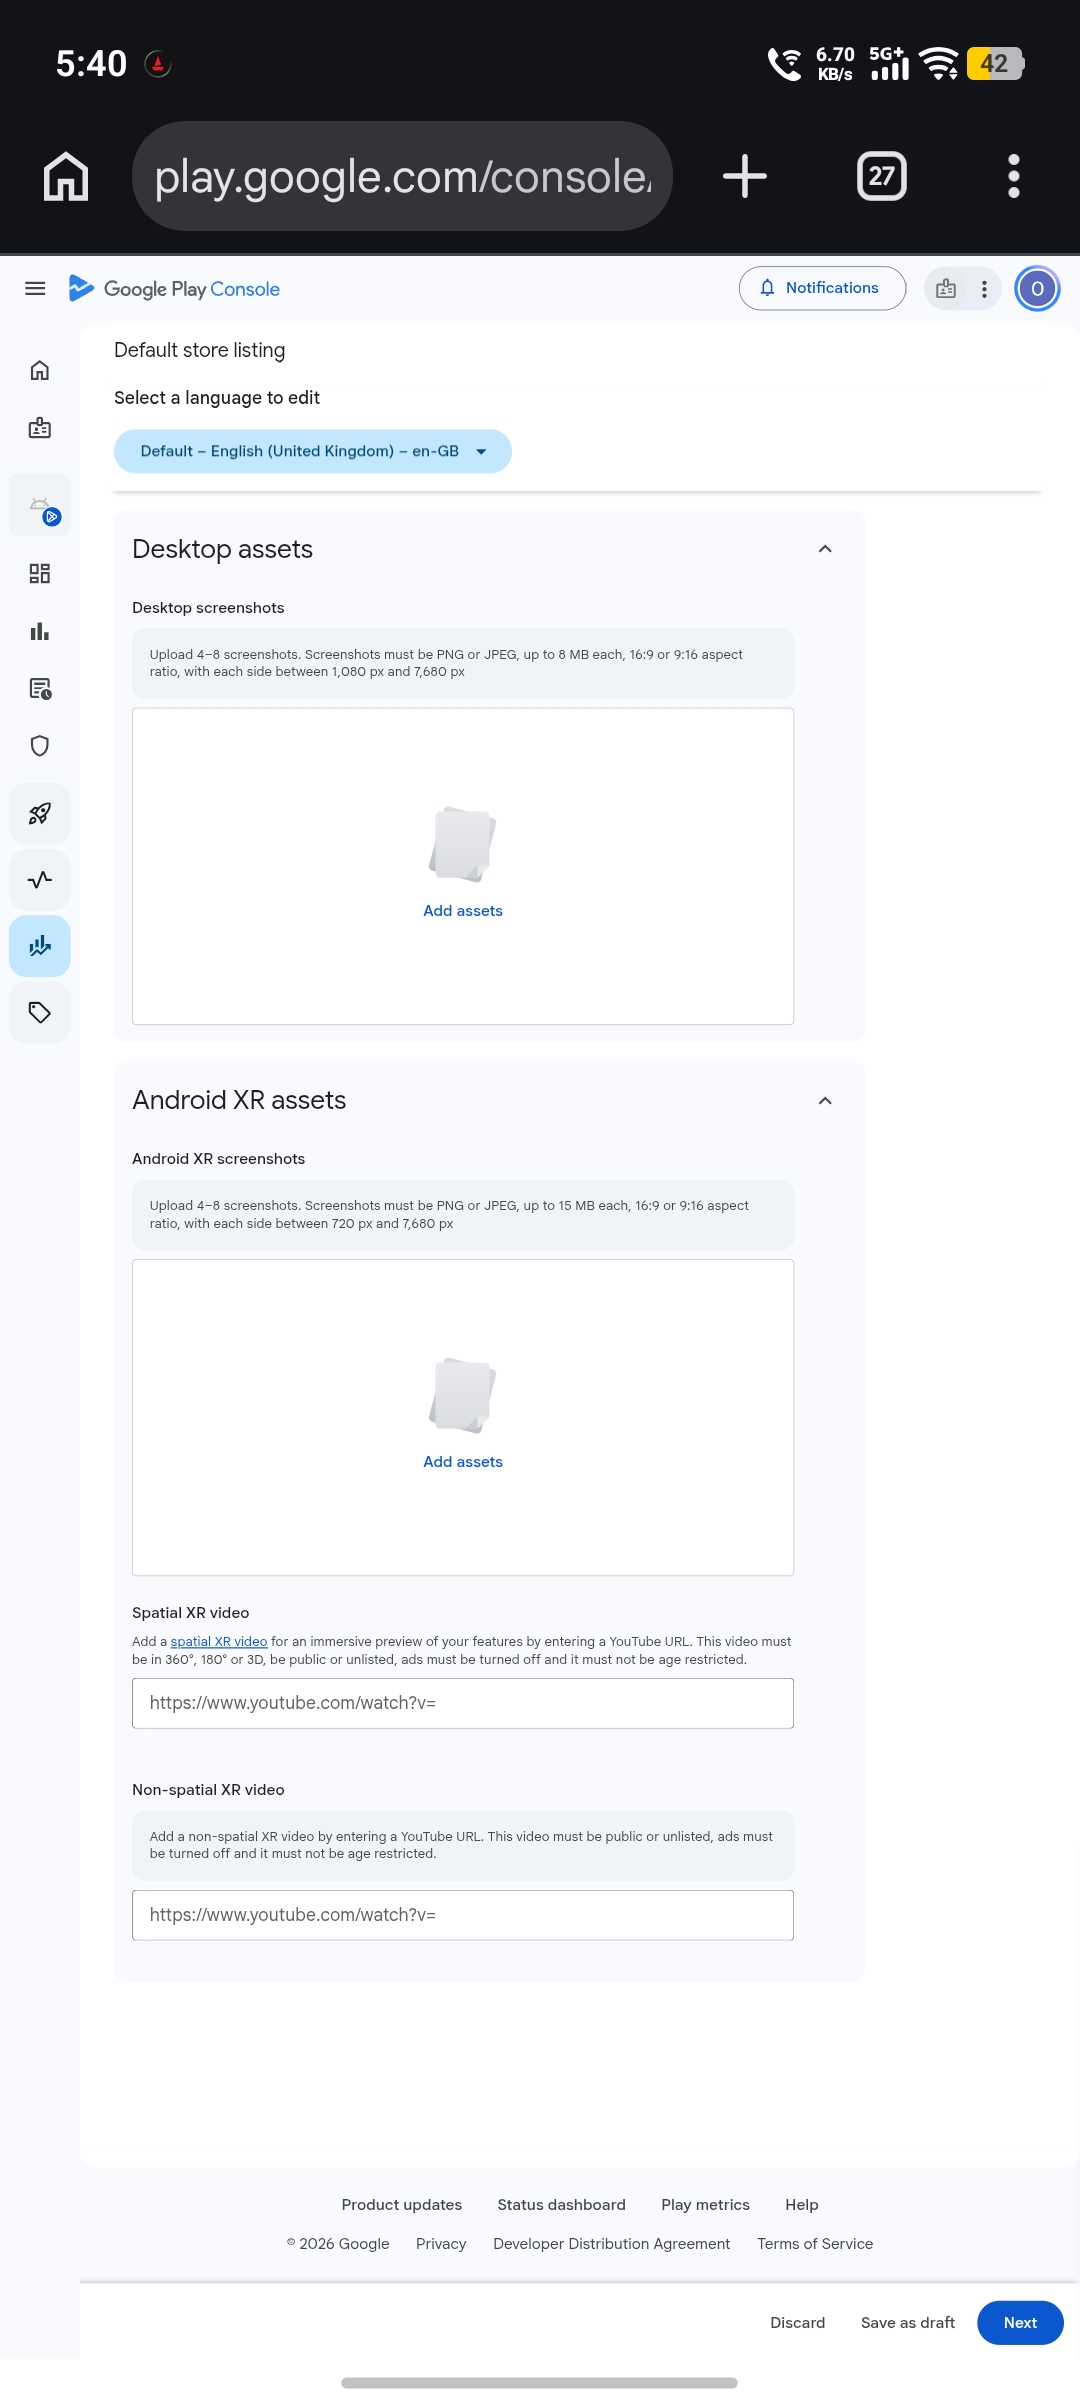 5:40
6.70
KB/s
5G+
42
play.google.com/console/
27
Google Play Console
Notifications
O
Default store listing
Select a language to edit
Default – English (United Kingdom) – en-GB
Desktop assets
Desktop screenshots
Upload 4–8 screenshots. Screenshots must be PNG or JPEG, up to 8 MB each, 16:9 or 9:16 aspect
ratio, with each side between 1,080 px and 7,680 px
Add assets
Android XR assets
Android XR screenshots
Upload 4–8 screenshots. Screenshots must be PNG or JPEG, up to 15 MB each, 16:9 or 9:16 aspect
ratio, with each side between 720 px and 7,680 px
Add assets
Spatial XR video
Add a spatial XR video for an immersive preview of your features by entering a YouTube URL. This video must
be in 360°, 180° or 3D, be public or unlisted, ads must be turned off and it must not be age restricted.
https://www.youtube.com/watch?v=
Non-spatial XR video
Add a non-spatial XR video by entering a YouTube URL. This video must be public or unlisted, ads must
be turned off and it must not be age restricted.
https://www.youtube.com/watch?v=
Product updates Status dashboard Play metrics Help
© 2026 Google Privacy Developer Distribution Agreement Terms of Service
Discard Save as draft Next